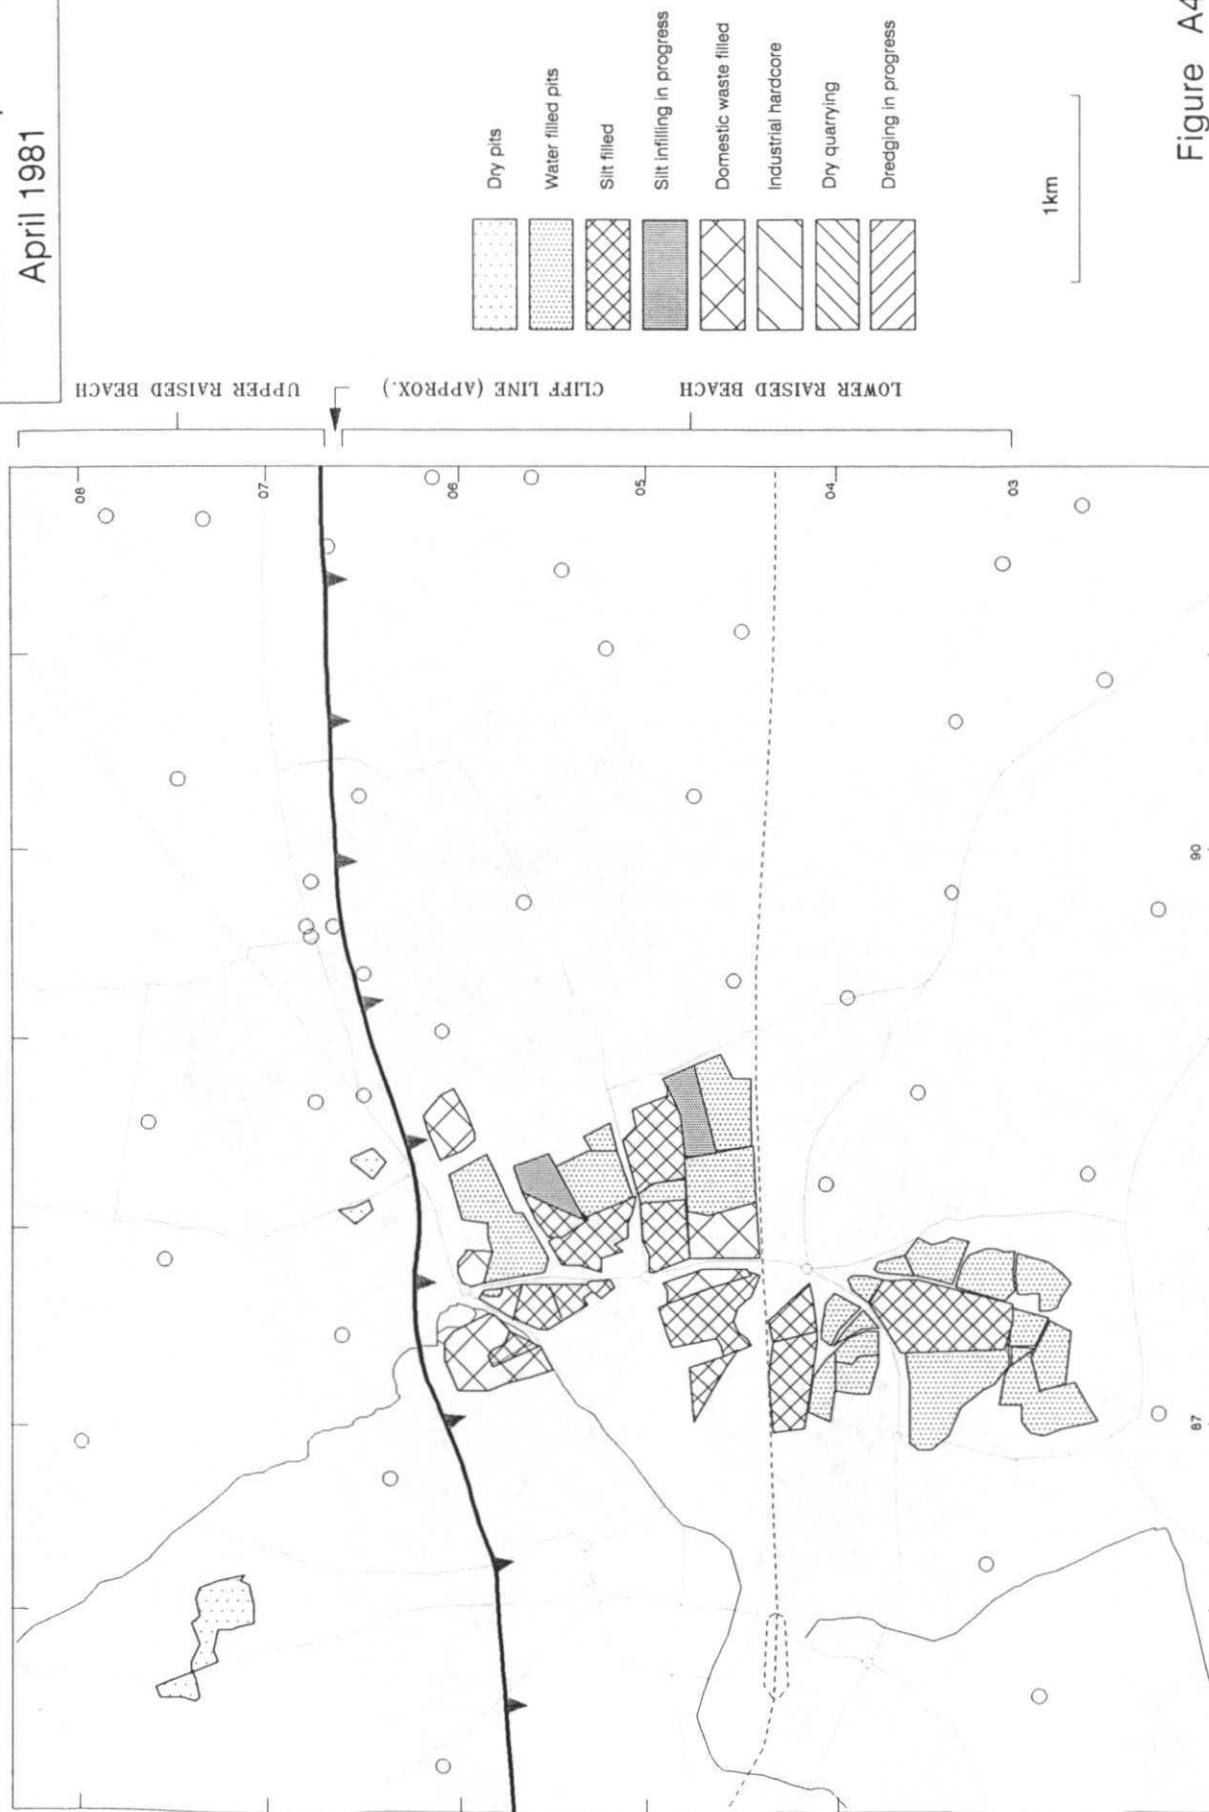 April 1981
UPPER RAISED BEACH
CLIFF LINE (APPROX.)
LOWER RAISED BEACH
Dry pits
Water filled pits
Silt filled
Silt infilling in progress
Domestic waste filled
Industrial hardcore
Dry quarrying
Dredging in progress
1km
08
07
06
05
04
03
90
87
Figure A4